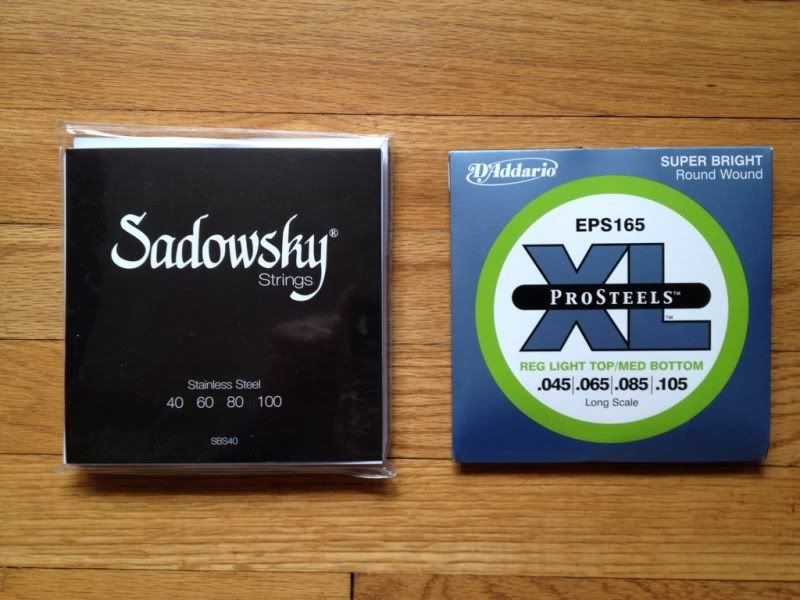 Sadowsky®
Strings
Stainless Steel
40 60 80 100
SBS40
D'Addario
SUPER BRIGHT
Round Wound
EPS165
XL
PROSTEELS™
™
REG LIGHT TOP/MED BOTTOM
.045|.065|.085|.105
Long Scale